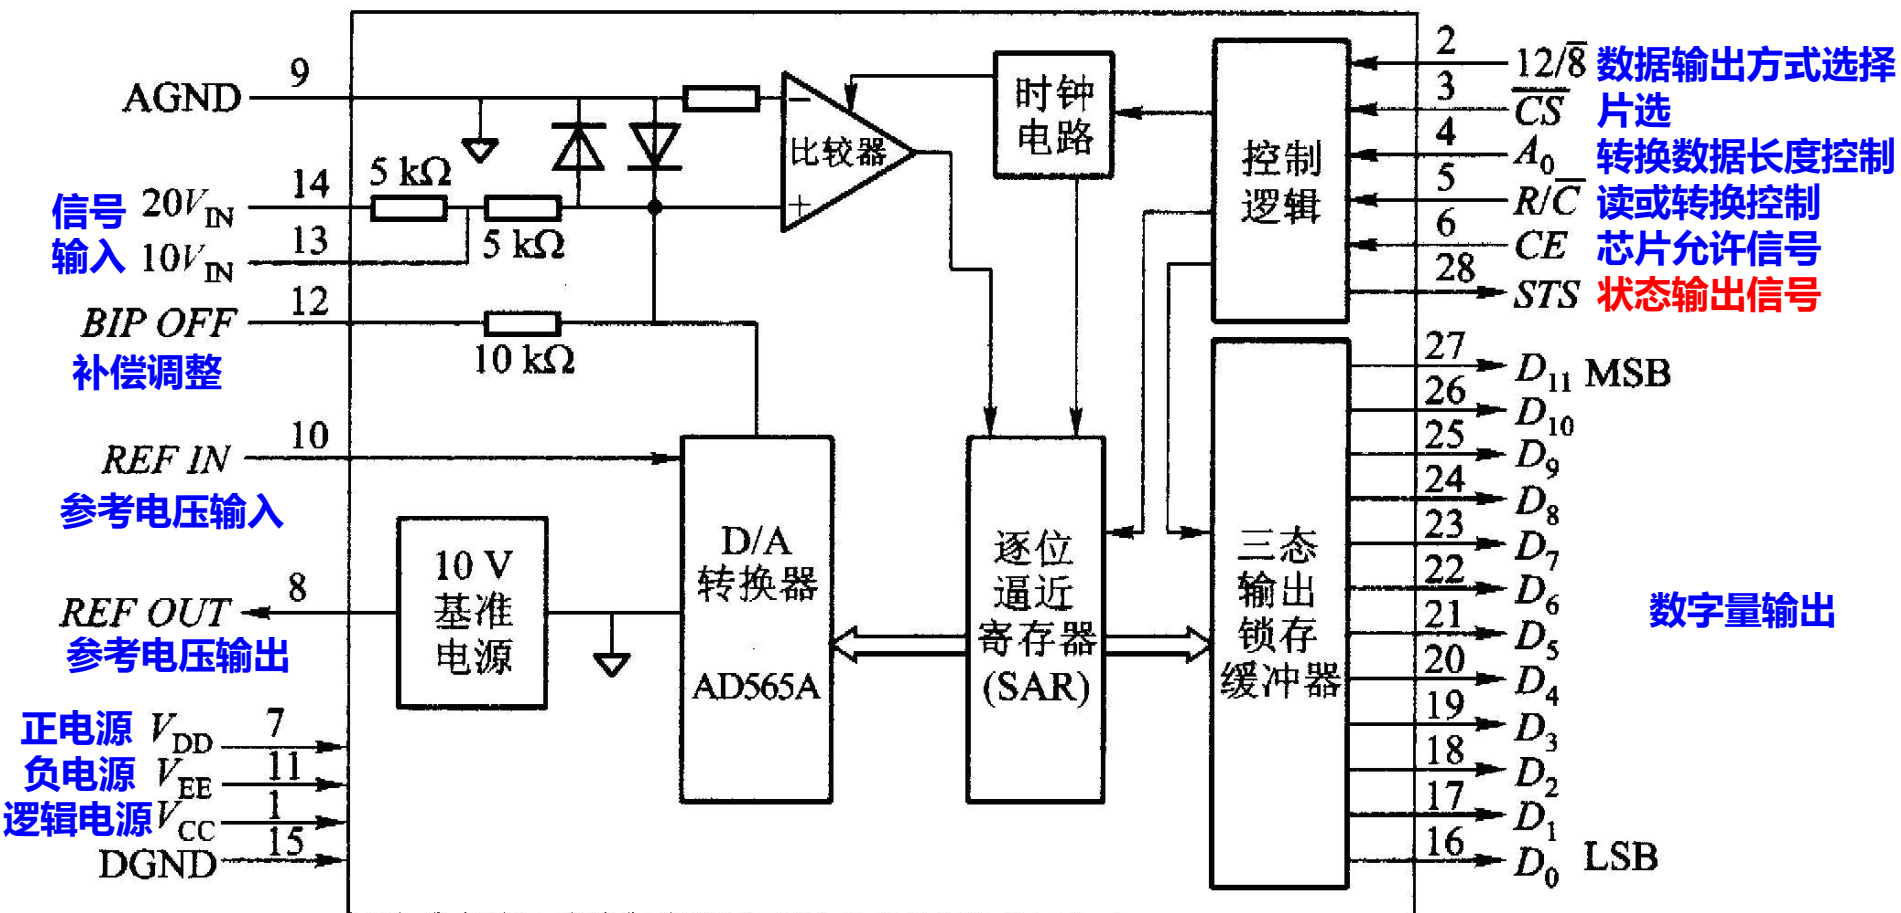 AGND 9
5 kΩ
信号 20V_IN 14
输入 10V_IN 13
5 kΩ
BIP OFF 12
补偿调整
10 kΩ
REF IN 10
参考电压输入
REF OUT 8
参考电压输出
10 V
基准
电源
正电源 V_DD 7
负电源 V_EE 11
逻辑电源 V_CC 1
DGND 15
−
比较器
+
时钟
电路
D/A
转换器
AD565A
逐位
逼近
寄存器
(SAR)
控制
逻辑
三态
输出
锁存
缓冲器
2 12/8̅ 数据输出方式选择
3 C̅S̅ 片选
4 A₀ 转换数据长度控制
5 R/C̅ 读或转换控制
6 CE 芯片允许信号
28 STS 状态输出信号
27 D₁₁ MSB
26 D₁₀
25 D₉
24 D₈
23 D₇
22 D₆
21 D₅
20 D₄
19 D₃
18 D₂
17 D₁
16 D₀ LSB
数字量输出